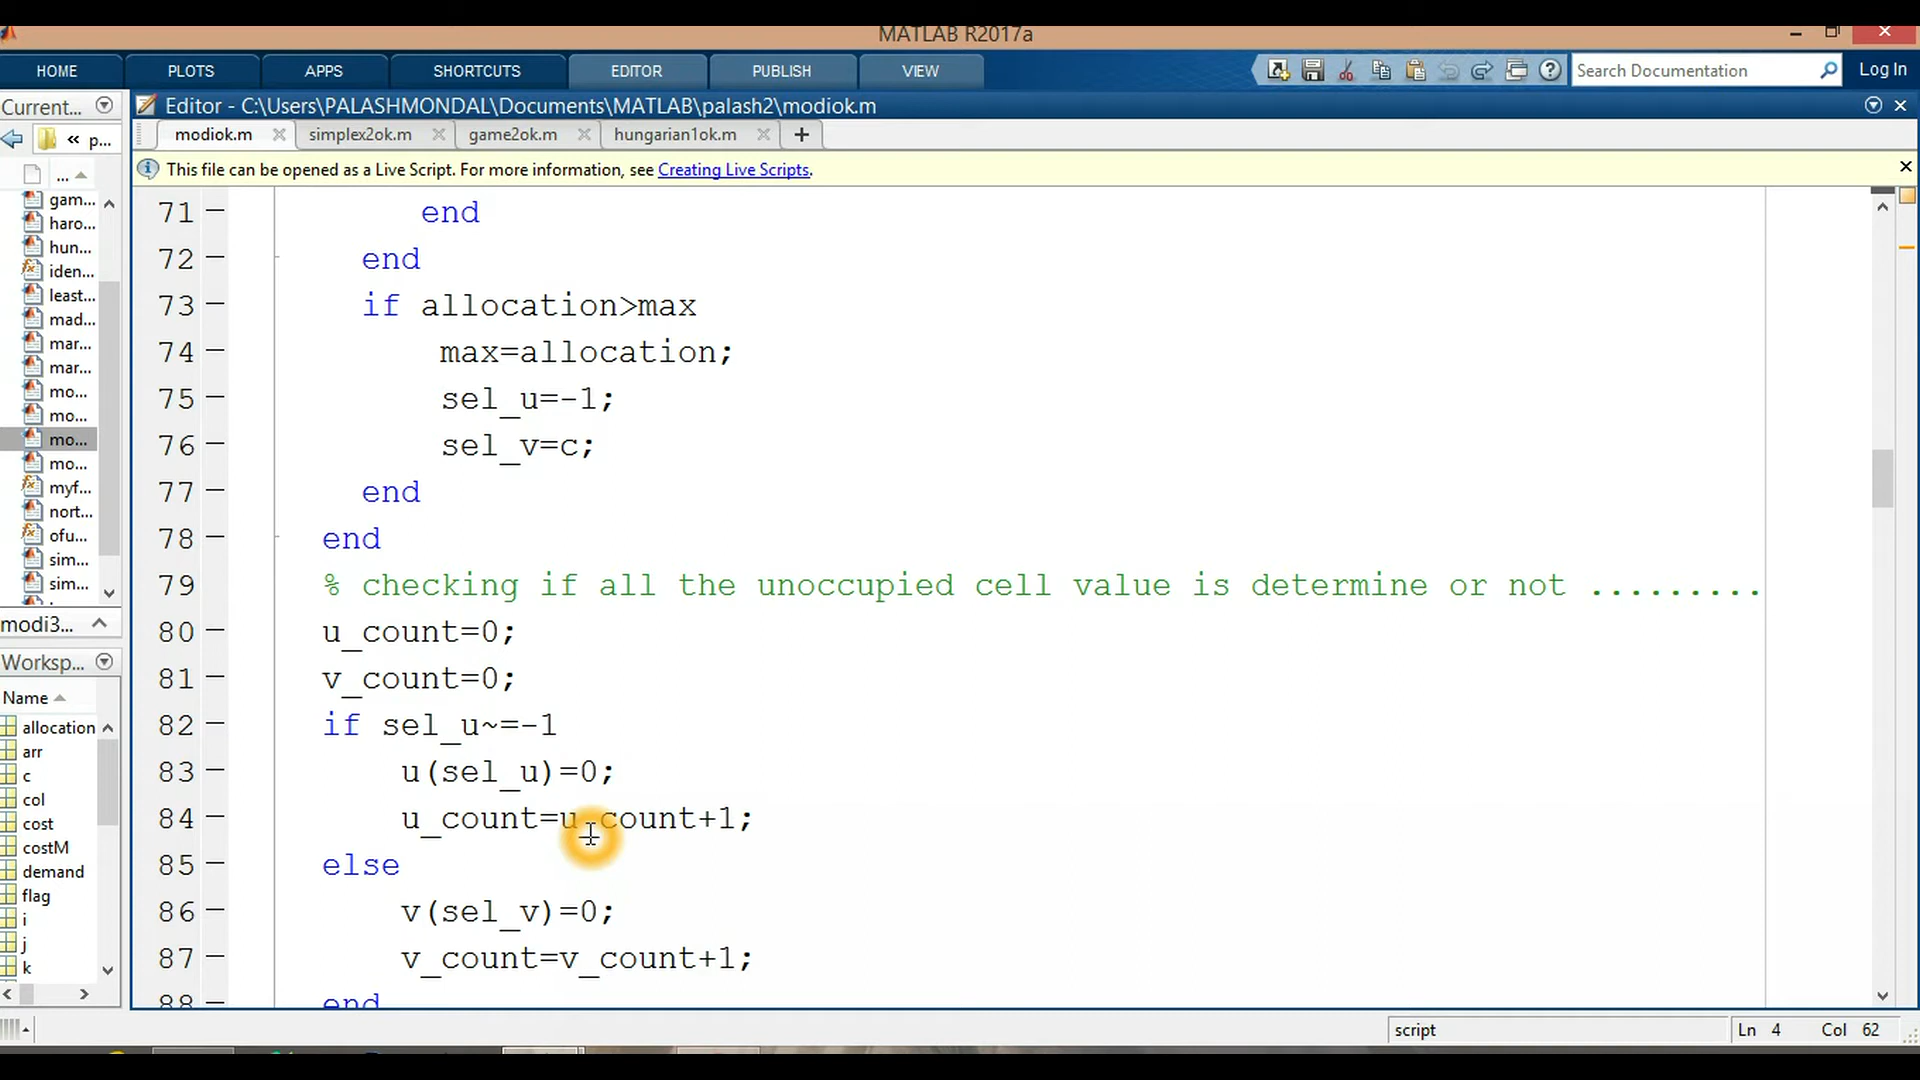 MATLAB R2017a
HOME PLOTS APPS SHORTCUTS EDITOR PUBLISH VIEW Search Documentation Log In
Current... Editor - C:\Users\PALASHMONDAL\Documents\MATLAB\palash2\modiok.m
« p... modiok.m simplex2ok.m game2ok.m hungarian1ok.m +
This file can be opened as a Live Script. For more information, see Creating Live Scripts.
...
gam...
haro...
hun...
iden...
least...
mad...
mar...
mar...
mo...
mo...
mo...
mo...
myf...
nort...
ofu...
sim...
sim...
modi3...
Worksp...
Name
allocation
arr
c
col
cost
costM
demand
flag
i
j
k
71 end
72 end
73 if allocation>max
74 max=allocation;
75 sel_u=-1;
76 sel_v=c;
77 end
78 end
79 % checking if all the unoccupied cell value is determine or not .........
80 u_count=0;
81 v_count=0;
82 if sel_u~=-1
83 u(sel_u)=0;
84 u_count=u_count+1;
85 else
86 v(sel_v)=0;
87 v_count=v_count+1;
88 end
script Ln 4 Col 62